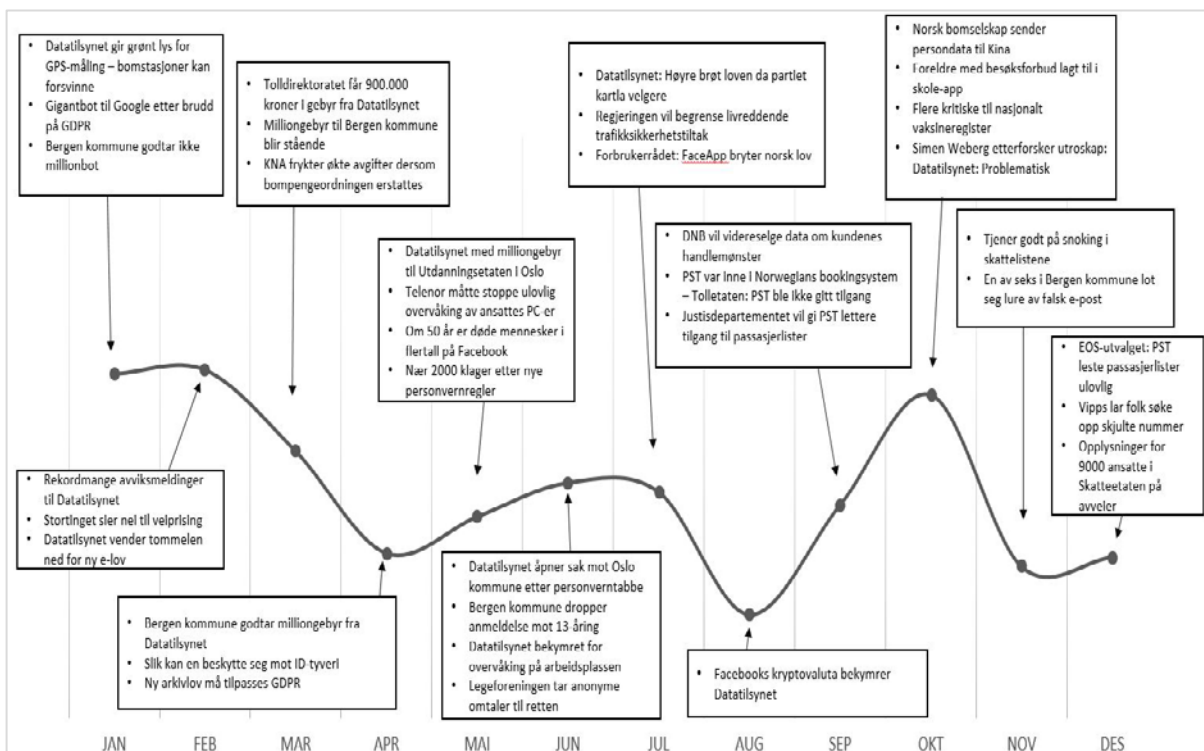 • Datatilsynet gir grønt lys for
GPS-måling – bomstasjoner kan
forsvinne
• Gigantbot til Google etter brudd
på GDPR
• Bergen kommune godtar ikke
millionbot
• Tolldirektoratet får 900.000
kroner i gebyr fra Datatilsynet
• Milliongebyr til Bergen kommune
blir stående
• KNA frykter økte avgifter dersom
bompengeordningen erstattes
• Datatilsynet: Høyre brøt loven da partiet
kartla velgere
• Regjeringen vil begrense livreddende
trafikksikkerhetstiltak
• Forbrukerrådet: FaceApp bryter norsk lov
• Norsk bomselskap sender
persondata til Kina
• Foreldre med besøksforbud lagt til i
skole-app
• Flere kritiske til nasjonalt
vaksineregister
• Simen Weberg etterforsker utroskap:
Datatilsynet: Problematisk
• Datatilsynet med milliongebyr
til Utdanningsetaten i Oslo
• Telenor måtte stoppe ulovlig
overvåking av ansattes PC-er
• Om 50 år er døde mennesker i
flertall på Facebook
• Nær 2000 klager etter nye
personvernregler
• DNB vil videreselge data om kundenes
handlemønster
• PST var inne i Norwegians bookingsystem
– Tolletaten: PST ble ikke gitt tilgang
• Justisdepartementet vil gi PST lettere
tilgang til passasjerlister
• Tjener godt på snoking i
skattelistene
• En av seks i Bergen kommune lot
seg lure av falsk e-post
• EOS-utvalget: PST
leste passasjerlister
ulovlig
• Vipps lar folk søke
opp skjulte nummer
• Opplysninger for
9000 ansatte i
Skatteetaten på
avveier
• Rekordmange avviksmeldinger
til Datatilsynet
• Stortinget sier nei til veiprising
• Datatilsynet vender tommelen
ned for ny e-lov
• Bergen kommune godtar milliongebyr fra
Datatilsynet
• Slik kan en beskytte seg mot ID-tyveri
• Ny arkivlov må tilpasses GDPR
• Datatilsynet åpner sak mot Oslo
kommune etter personverntabbe
• Bergen kommune dropper
anmeldelse mot 13-åring
• Datatilsynet bekymret for
overvåking på arbeidsplassen
• Legeforeningen tar anonyme
omtaler til retten
• Facebooks kryptovaluta bekymrer
Datatilsynet
JAN FEB MAR APR MAI JUN JUL AUG SEP OKT NOV DES